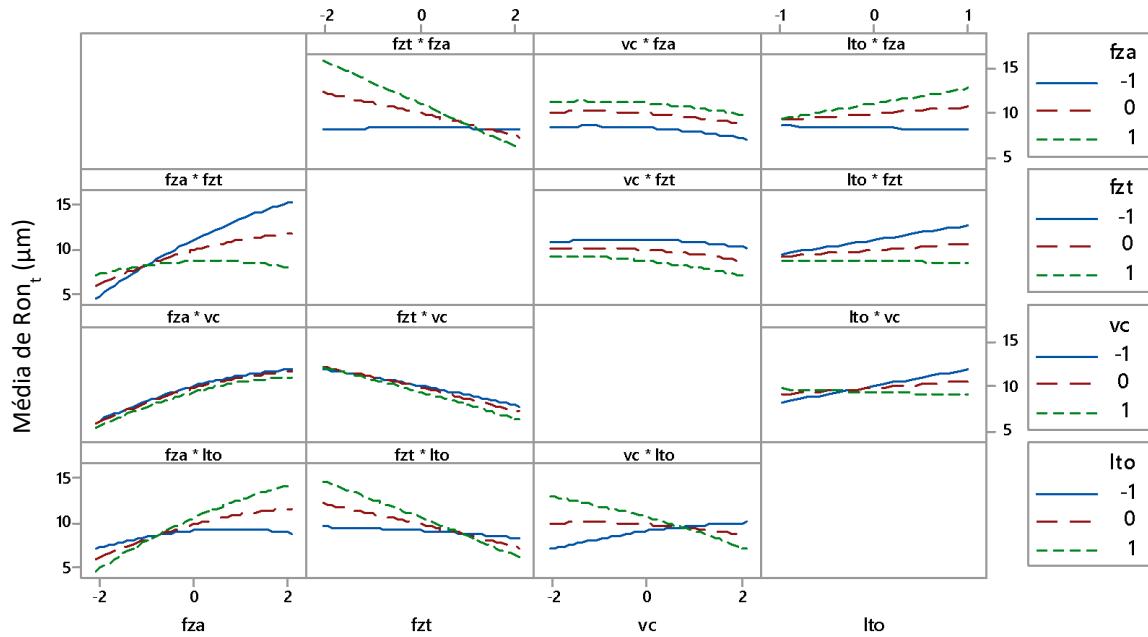 -2 0 2 -1 0 1
fzt * fza vc * fza lto * fza
15
10
5
fza
-1
0
1
fza * fzt vc * fzt lto * fzt
15
10
5
fzt
-1
0
1
fza * vc fzt * vc lto * vc
15
10
5
vc
-1
0
1
fza * lto fzt * lto vc * lto
15
10
5
lto
-1
0
1
Média de Ron_t (µm)
-2 0 2 -2 0 2
fza fzt vc lto